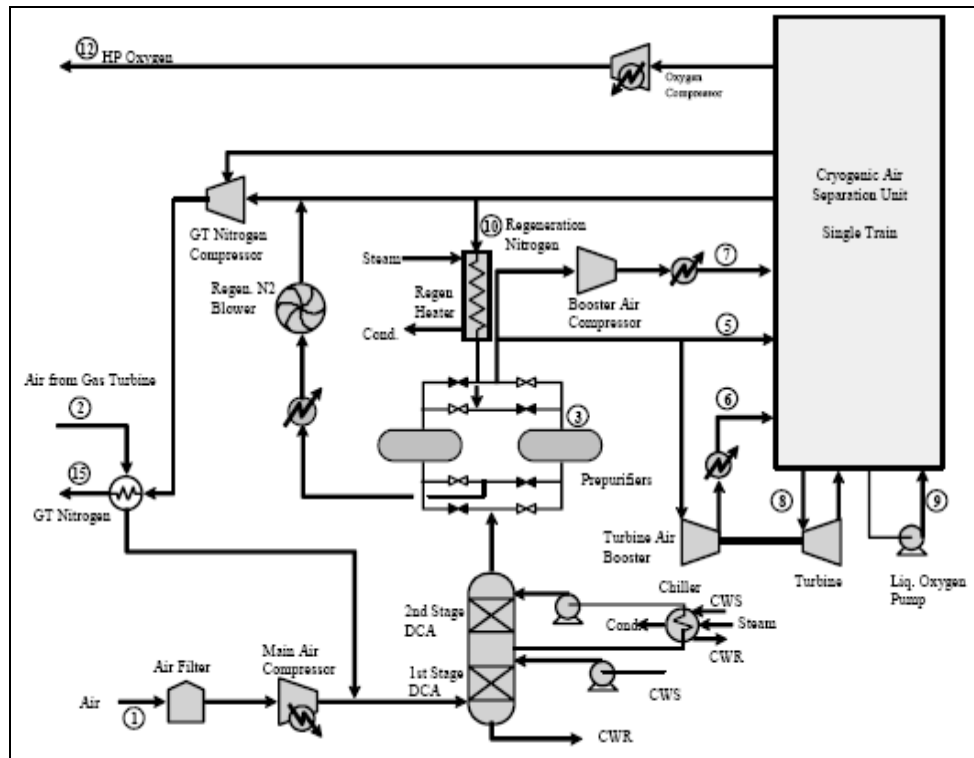 12
HP Oxygen
Oxygen
Compressor
Cryogenic Air
Separation Unit
Single Train
GT Nitrogen
Compressor
10
Regeneration
Nitrogen
Steam
7
Regen. N2
Blower
Regen
Heater
Booster Air
Compressor
Cond.
5
Air from Gas Turbine
2
6
3
15
GT Nitrogen
Prepurifiers
8
9
Turbine Air
Booster
Turbine
Liq. Oxygen
Pump
Chiller
CWS
2nd Stage
DCA
Cond.
Steam
CWR
Main Air
Compressor
Air Filter
1st Stage
DCA
CWS
Air
1
CWR